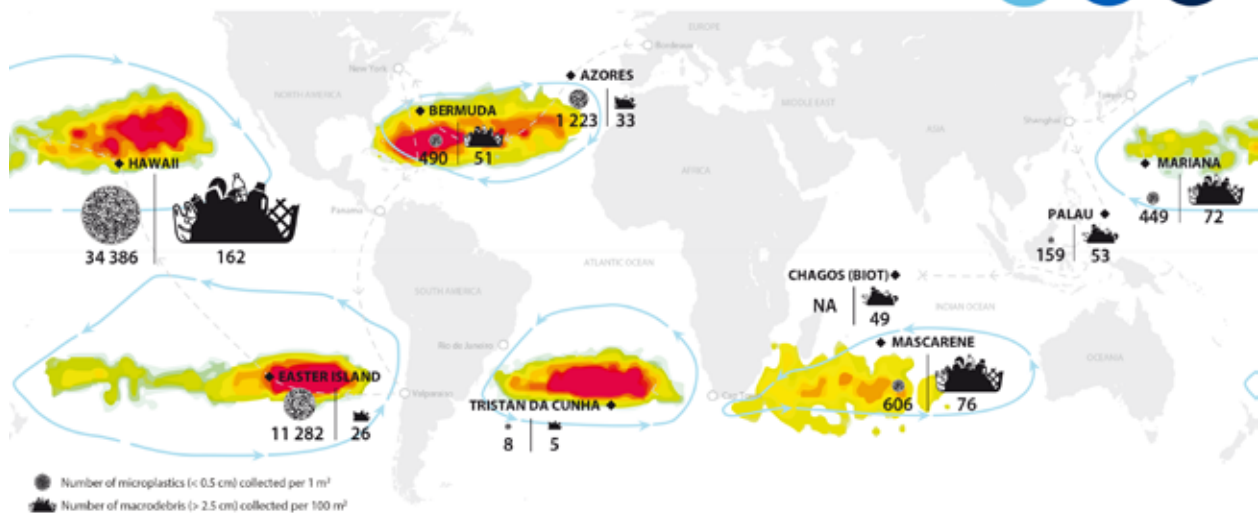 EUROPE
Bordeaux
New York
AZORES
NORTH AMERICA
MIDDLE EAST
Tokyo
BERMUDA
1 223 33
Shanghai
ASIA
490 51
HAWAII
MARIANA
AFRICA
Panama
PALAU
449 72
34 386 162
159 53
ATLANTIC OCEAN
CHAGOS (BIOT)
SOUTH AMERICA
NA 49
INDIAN OCEAN
Rio de Janeiro
MASCARENE
OCEANIA
EASTER ISLAND
Valparaiso
TRISTAN DA CUNHA
606 76
11 282 26
8 5
Number of microplastics (< 0.5 cm) collected per 1 m²
Number of macrodebris (> 2.5 cm) collected per 100 m²